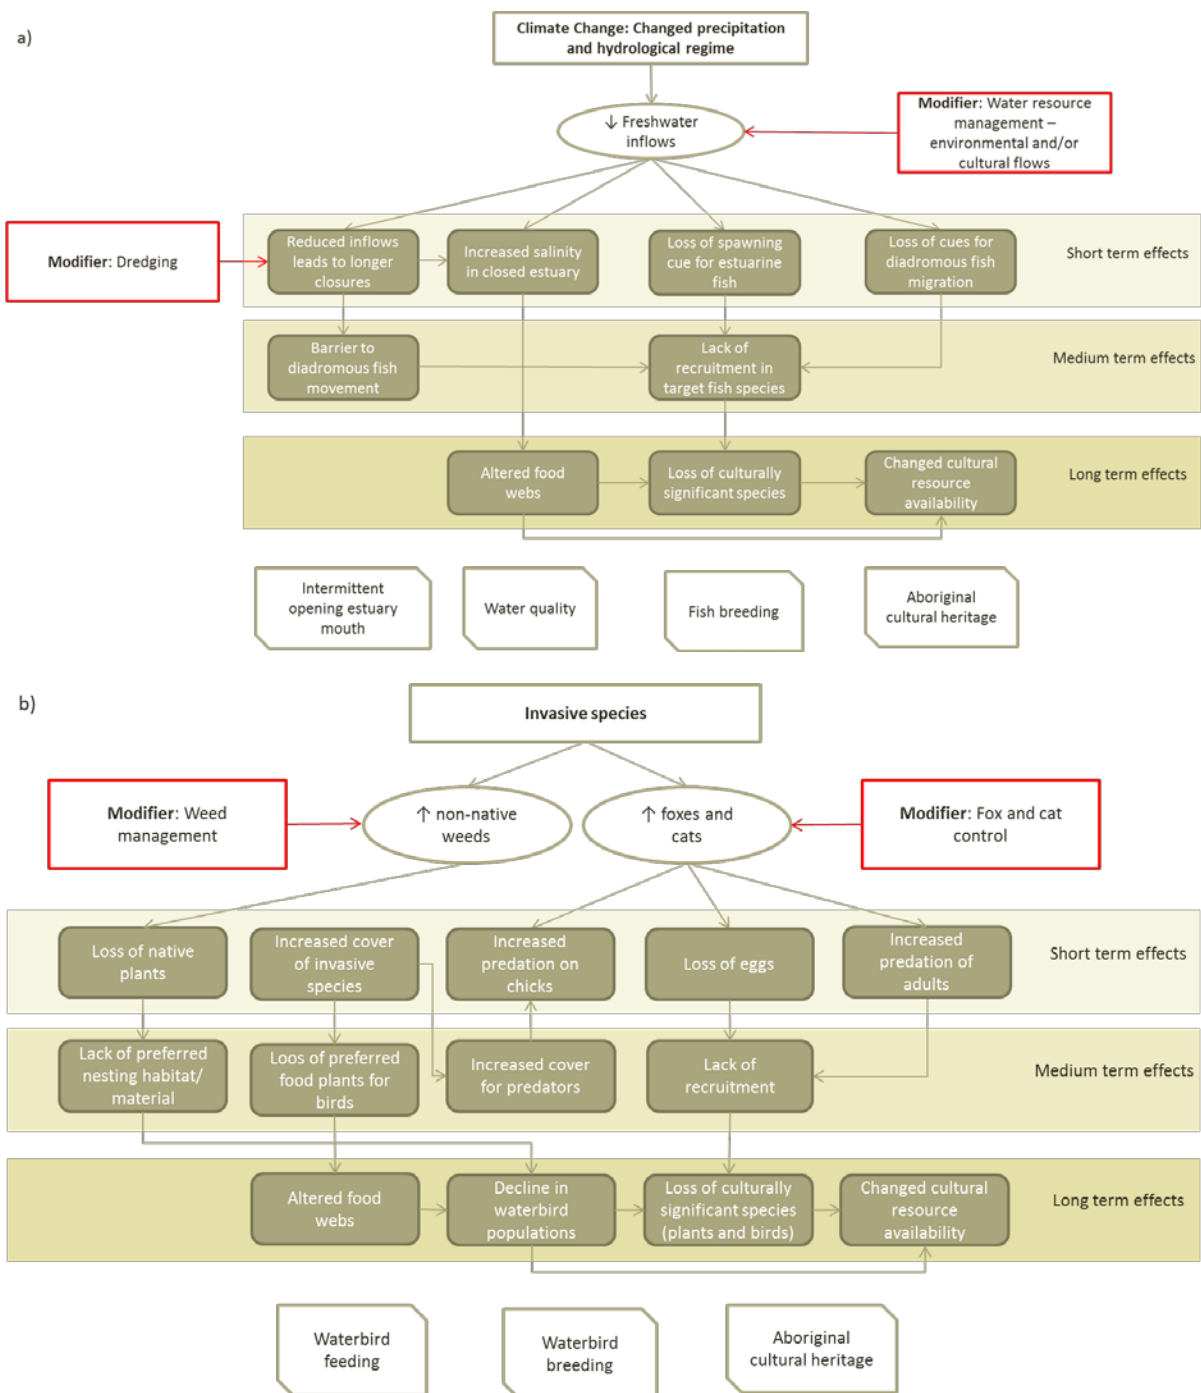 a)
Climate Change: Changed precipitation
and hydrological regime
↓ Freshwater
inflows
Modifier: Water resource
management –
environmental and/or
cultural flows
Modifier: Dredging
Reduced inflows
leads to longer
closures
Increased salinity
in closed estuary
Loss of spawning
cue for estuarine
fish
Loss of cues for
diadromous fish
migration
Short term effects
Barrier to
diadromous fish
movement
Lack of
recruitment in
target fish species
Medium term effects
Altered food
webs
Loss of culturally
significant species
Changed cultural
resource
availability
Long term effects
Intermittent
opening estuary
mouth
Water quality
Fish breeding
Aboriginal
cultural heritage
b)
Invasive species
Modifier: Weed
management
↑ non-native
weeds
↑ foxes and
cats
Modifier: Fox and cat
control
Loss of native
plants
Increased cover
of invasive
species
Increased
predation on
chicks
Loss of eggs
Increased
predation of
adults
Short term effects
Lack of preferred
nesting habitat/
material
Loos of preferred
food plants for
birds
Increased cover
for predators
Lack of
recruitment
Medium term effects
Altered food
webs
Decline in
waterbird
populations
Loss of culturally
significant species
(plants and birds)
Changed cultural
resource
availability
Long term effects
Waterbird
feeding
Waterbird
breeding
Aboriginal
cultural heritage